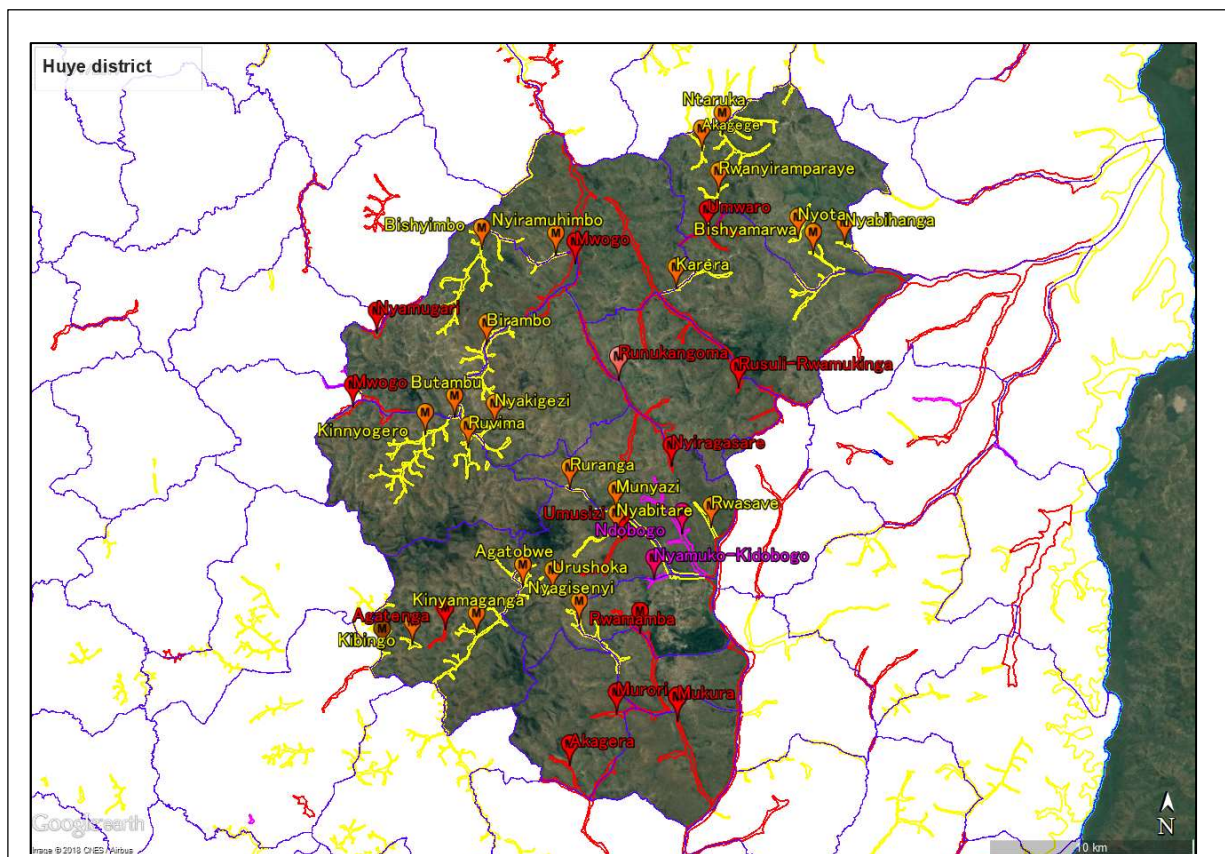 Huye district
Ntaruka
Akagege
Rwanyiramparaye
Umwaro
Nyota
Nyabihanga
Bishyamarwa
Bishyimbo
Nyiramuhimbo
Mwogo
Karera
Nyamugari
Birambo
Runukangoma
Rusuli-Rwamukinga
Mwogo
Butambu
Nyakigezi
Kinnyogero
Ruvima
Nyiragasare
Ruranga
Munyazi
Rwasave
Umusizi
Nyabitare
Ndobogo
Nyamuko-Kidobogo
Agatobwe
Urushoka
Nyagisenyi
Kinyamaganga
Agatenga
Rwamamba
Kibingo
Murori
Mukura
Akagera
N
Google earth
Image © 2018 CNES / Airbus
10 km